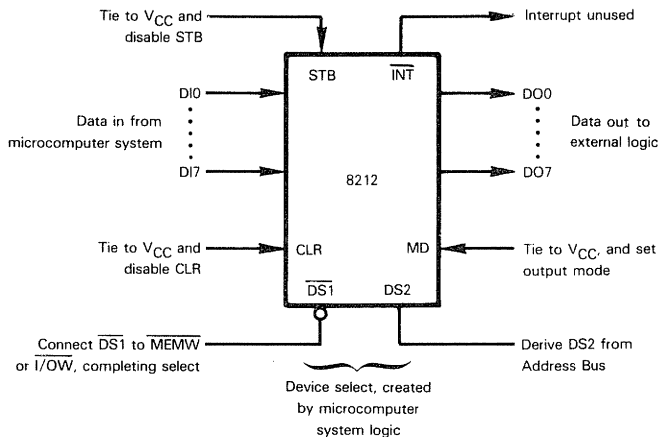 Tie to VCC and
disable STB
Interrupt unused
STB
INT
DI0
Data in from
microcomputer system
DI7
8212
DO0
Data out to
external logic
DO7
Tie to VCC and
disable CLR
CLR
MD
Tie to VCC, and set
output mode
DS1
DS2
Connect DS1 to MEMW
or I/OW, completing select
Derive DS2 from
Address Bus
Device select, created
by microcomputer
system logic